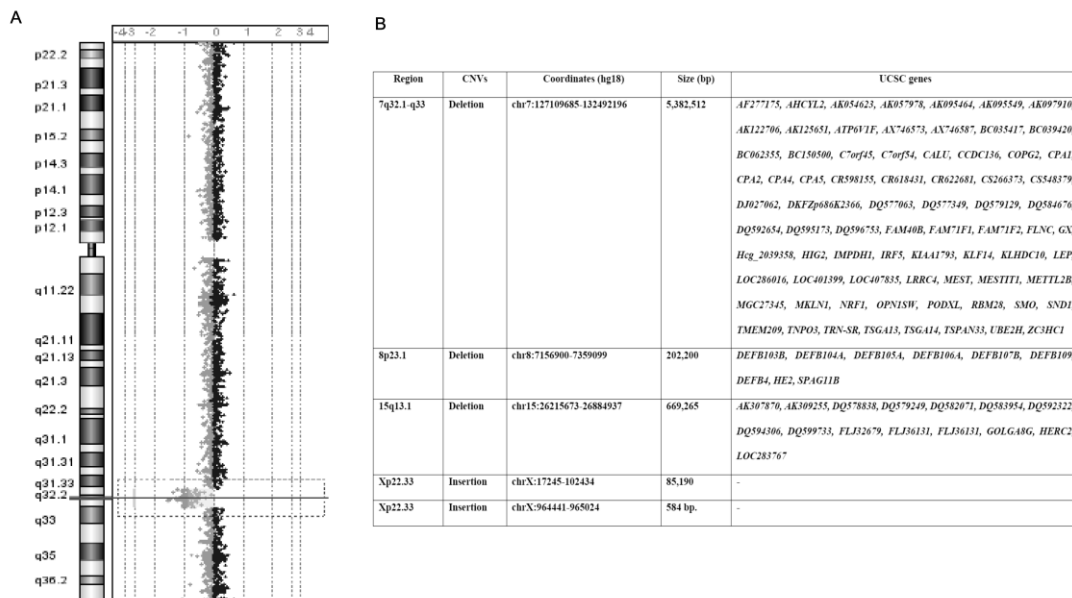 A
B
-4 -3 -2 -1 0 1 2 3 4
p22.2
p21.3
p21.1
p15.2
p14.3
p14.1
p12.3
p12.1
q11.22
q21.11
q21.13
q21.3
q22.2
q31.1
q31.31
q31.33
q32.2
q33
q35
q36.2
Region CNVs Coordinates (hg18) Size (bp) UCSC genes
7q32.1-q33 Deletion chr7:127109685-132492196 5,382,512 AF277175, AHCYL2, AK054623, AK057978, AK095464, AK095549, AK097910,
AK122706, AK125651, ATP6V1F, AX746573, AX746587, BC035417, BC039420,
BC062355, BC150500, C7orf45, C7orf54, CALU, CCDC136, COPG2, CPA1,
CPA2, CPA4, CPA5, CR598155, CR618431, CR622681, CS266373, CS548379,
DJ027062, DKFZp686K2366, DQ577063, DQ577349, DQ579129, DQ584676,
DQ592654, DQ595173, DQ596753, FAM40B, FAM71F1, FAM71F2, FLNC, GX,
Hcg_2039358, HIG2, IMPDH1, IRF5, KIAA1793, KLF14, KLHDC10, LEP,
LOC286016, LOC401399, LOC407835, LRRC4, MEST, MESTIT1, METTL2B,
MGC27345, MKLN1, NRF1, OPN1SW, PODXL, RBM28, SMO, SND1,
TMEM209, TNPO3, TRN-SR, TSGA13, TSGA14, TSPAN33, UBE2H, ZC3HC1
8p23.1 Deletion chr8:7156900-7359099 202,200 DEFB103B, DEFB104A, DEFB105A, DEFB106A, DEFB107B, DEFB109,
DEFB4, HE2, SPAG11B
15q13.1 Deletion chr15:26215673-26884937 669,265 AK307870, AK309255, DQ578838, DQ579249, DQ582071, DQ583954, DQ592322,
DQ594306, DQ599733, FLJ32679, FLJ36131, FLJ36131, GOLGA8G, HERC2,
LOC283767
Xp22.33 Insertion chrX:17245-102434 85,190 -
Xp22.33 Insertion chrX:964441-965024 584 bp. -